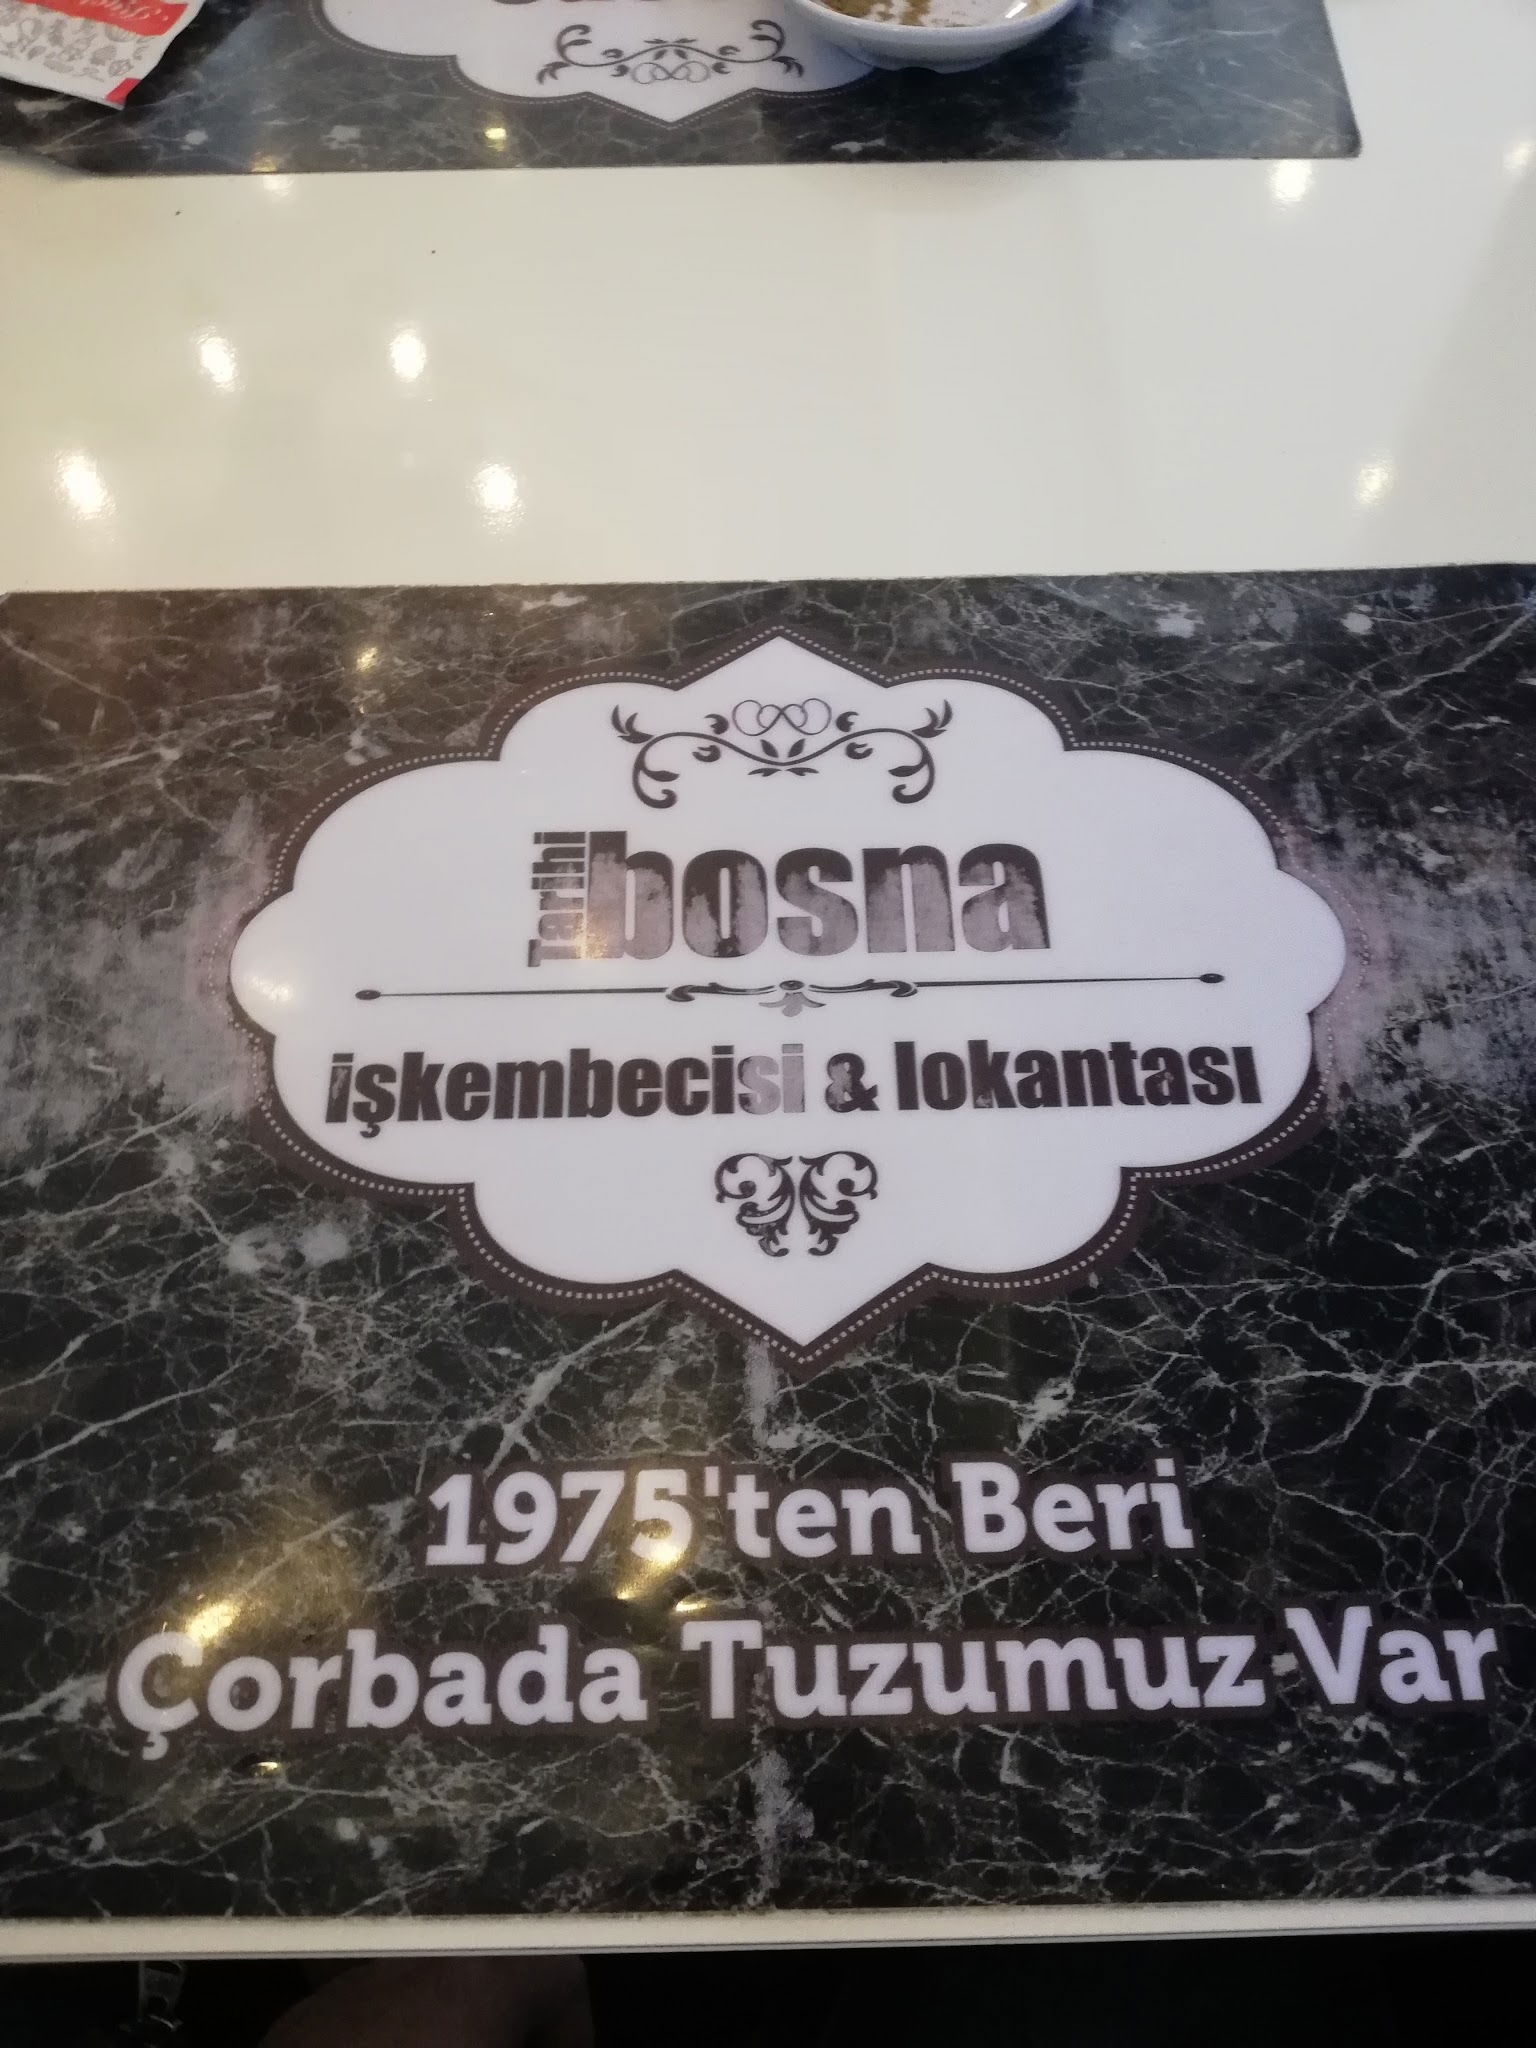 Tarihi bosna
işkembecisi & lokantası
1975'ten Beri
Çorbada Tuzumuz Var